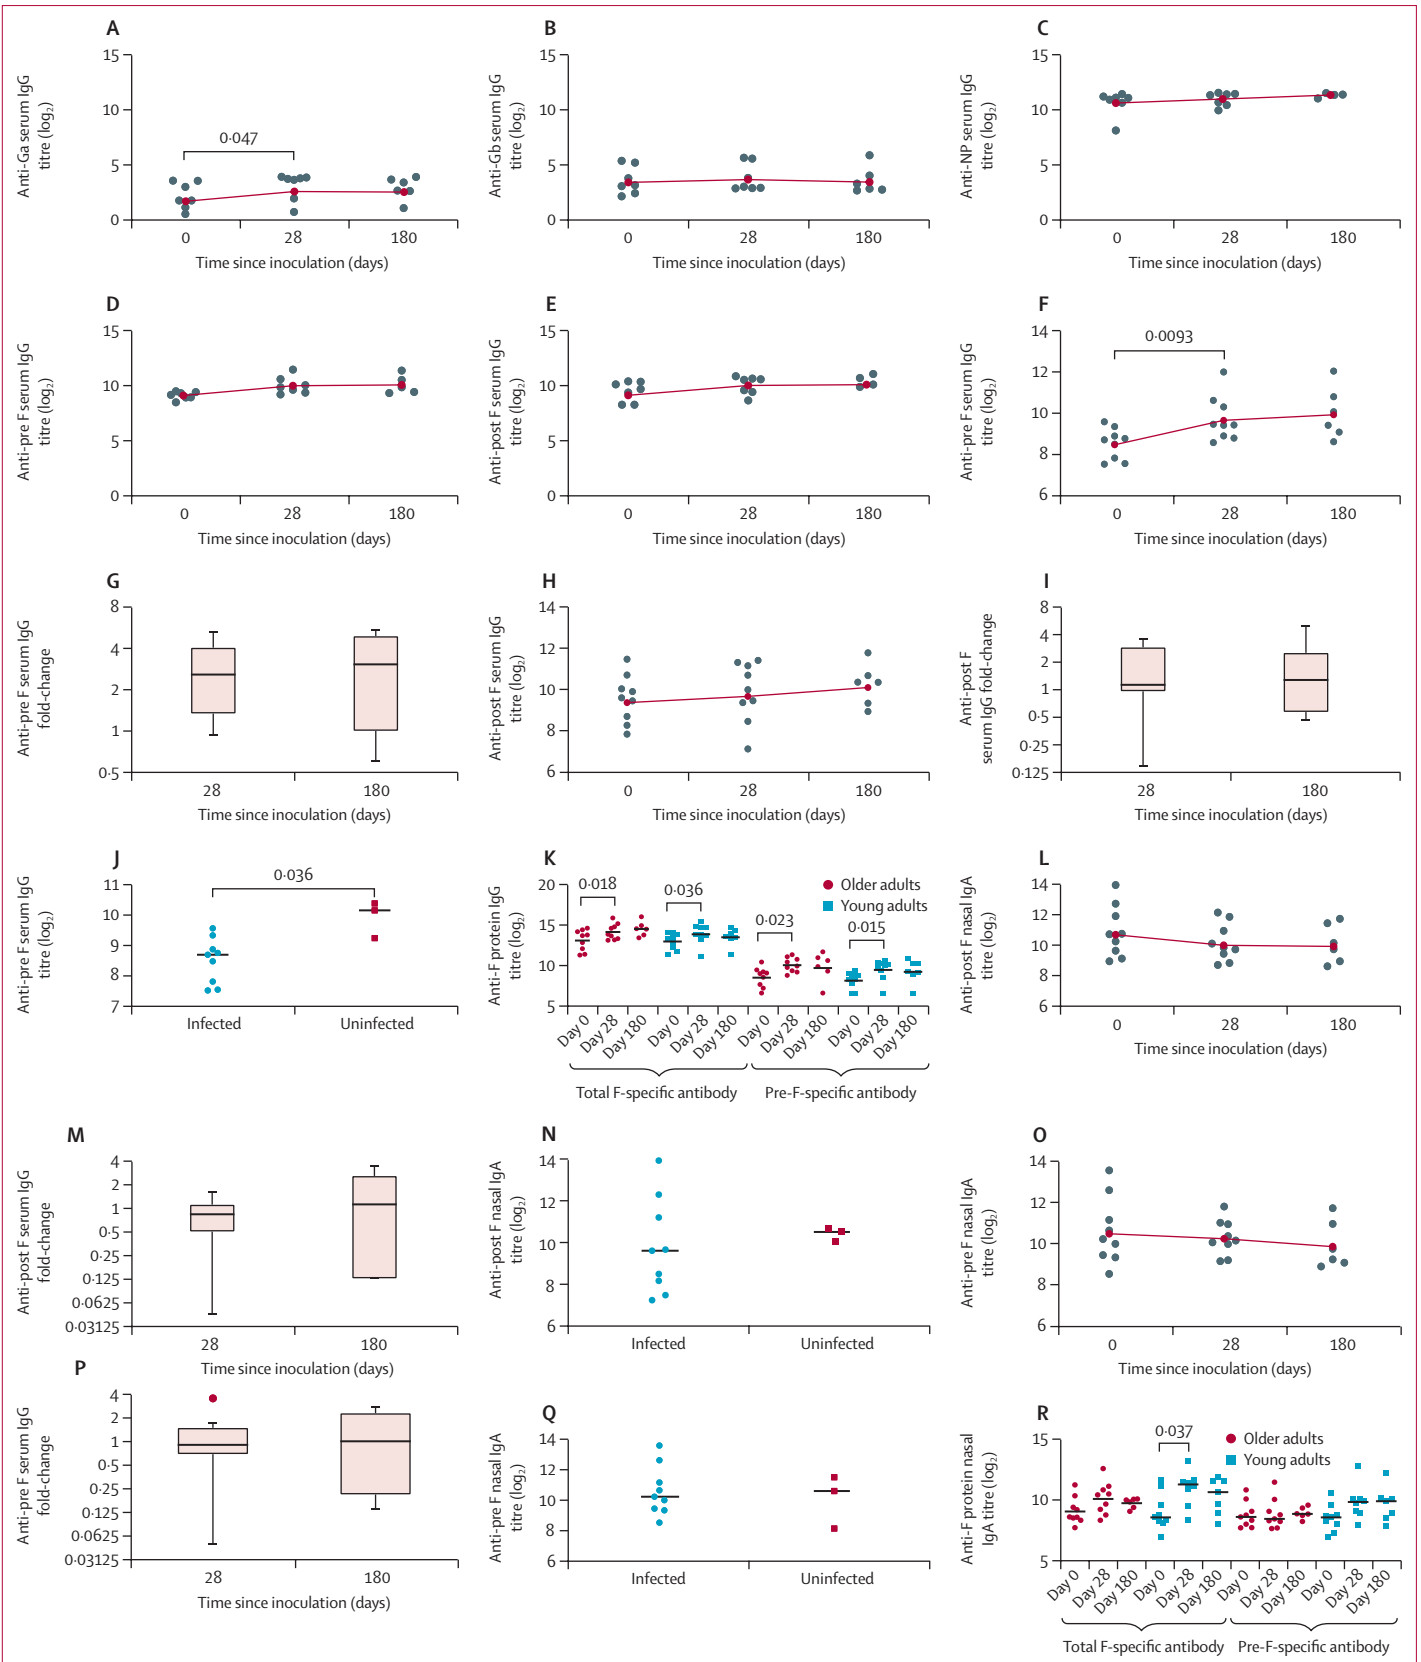 A
Anti-Ga serum IgG
titre (log₂)
15
10
5
0
0·047
0
28
180
Time since inoculation (days)
B
Anti-Gb serum IgG
titre (log₂)
15
10
5
0
0
28
180
Time since inoculation (days)
C
Anti-NP serum IgG
titre (log₂)
15
10
5
0
0
28
180
Time since inoculation (days)
D
Anti-pre F serum IgG
titre (log₂)
15
10
5
0
0
28
180
Time since inoculation (days)
E
Anti-post F serum IgG
titre (log₂)
15
10
5
0
0
28
180
Time since inoculation (days)
F
Anti-pre F serum IgG
titre (log₂)
14
12
10
8
6
0·0093
0
28
180
Time since inoculation (days)
G
Anti-pre F serum IgG
fold-change
8
4
2
1
0·5
28
180
Time since inoculation (days)
H
Anti-post F serum IgG
titre (log₂)
14
12
10
8
6
0
28
180
Time since inoculation (days)
I
Anti-post F
serum IgG fold-change
8
4
2
1
0·5
0·25
0·125
28
180
Time since inoculation (days)
J
Anti-pre F serum IgG
titre (log₂)
11
10
9
8
7
0·036
Infected
Uninfected
K
Anti-F protein IgG
titre (log₂)
20
15
10
5
0·018
0·036
0·023
0·015
Older adults
Young adults
Day 0
Day 28
Day 180
Day 0
Day 28
Day 180
Day 0
Day 28
Day 180
Day 0
Day 28
Day 180
Total F-specific antibody
Pre-F-specific antibody
L
Anti-post F nasal IgA
titre (log₂)
14
12
10
8
6
0
28
180
Time since inoculation (days)
M
Anti-post F serum IgG
fold-change
4
2
1
0·5
0·25
0·125
0·0625
0·03125
28
180
Time since inoculation (days)
N
Anti-post F nasal IgA
titre (log₂)
14
12
10
8
6
Infected
Uninfected
O
Anti-pre F nasal IgA
titre (log₂)
14
12
10
8
6
0
28
180
Time since inoculation (days)
P
Anti-pre F serum IgG
fold-change
4
2
1
0·5
0·25
0·125
0·0625
0·03125
28
180
Time since inoculation (days)
Q
Anti-pre F nasal IgA
titre (log₂)
14
12
10
8
6
Infected
Uninfected
R
Anti-F protein nasal
IgA titre (log₂)
15
10
5
0·037
Older adults
Young adults
Day 0
Day 28
Day 180
Day 0
Day 28
Day 180
Day 0
Day 28
Day 180
Day 0
Day 28
Day 180
Total F-specific antibody
Pre-F-specific antibody